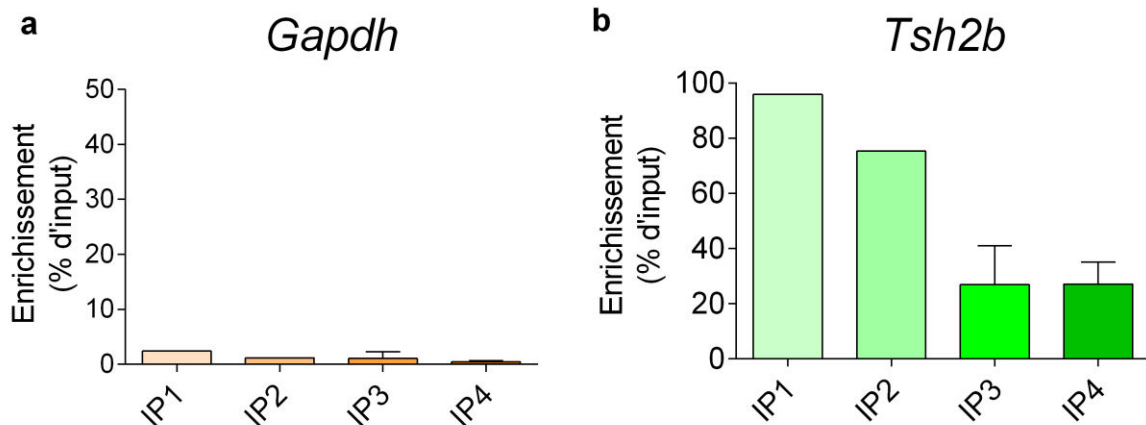 a
Gapdh
Enrichissement
(% d'input)
50
40
30
20
10
0
IP1
IP2
IP3
IP4
b
Tsh2b
Enrichissement
(% d'input)
100
80
60
40
20
0
IP1
IP2
IP3
IP4